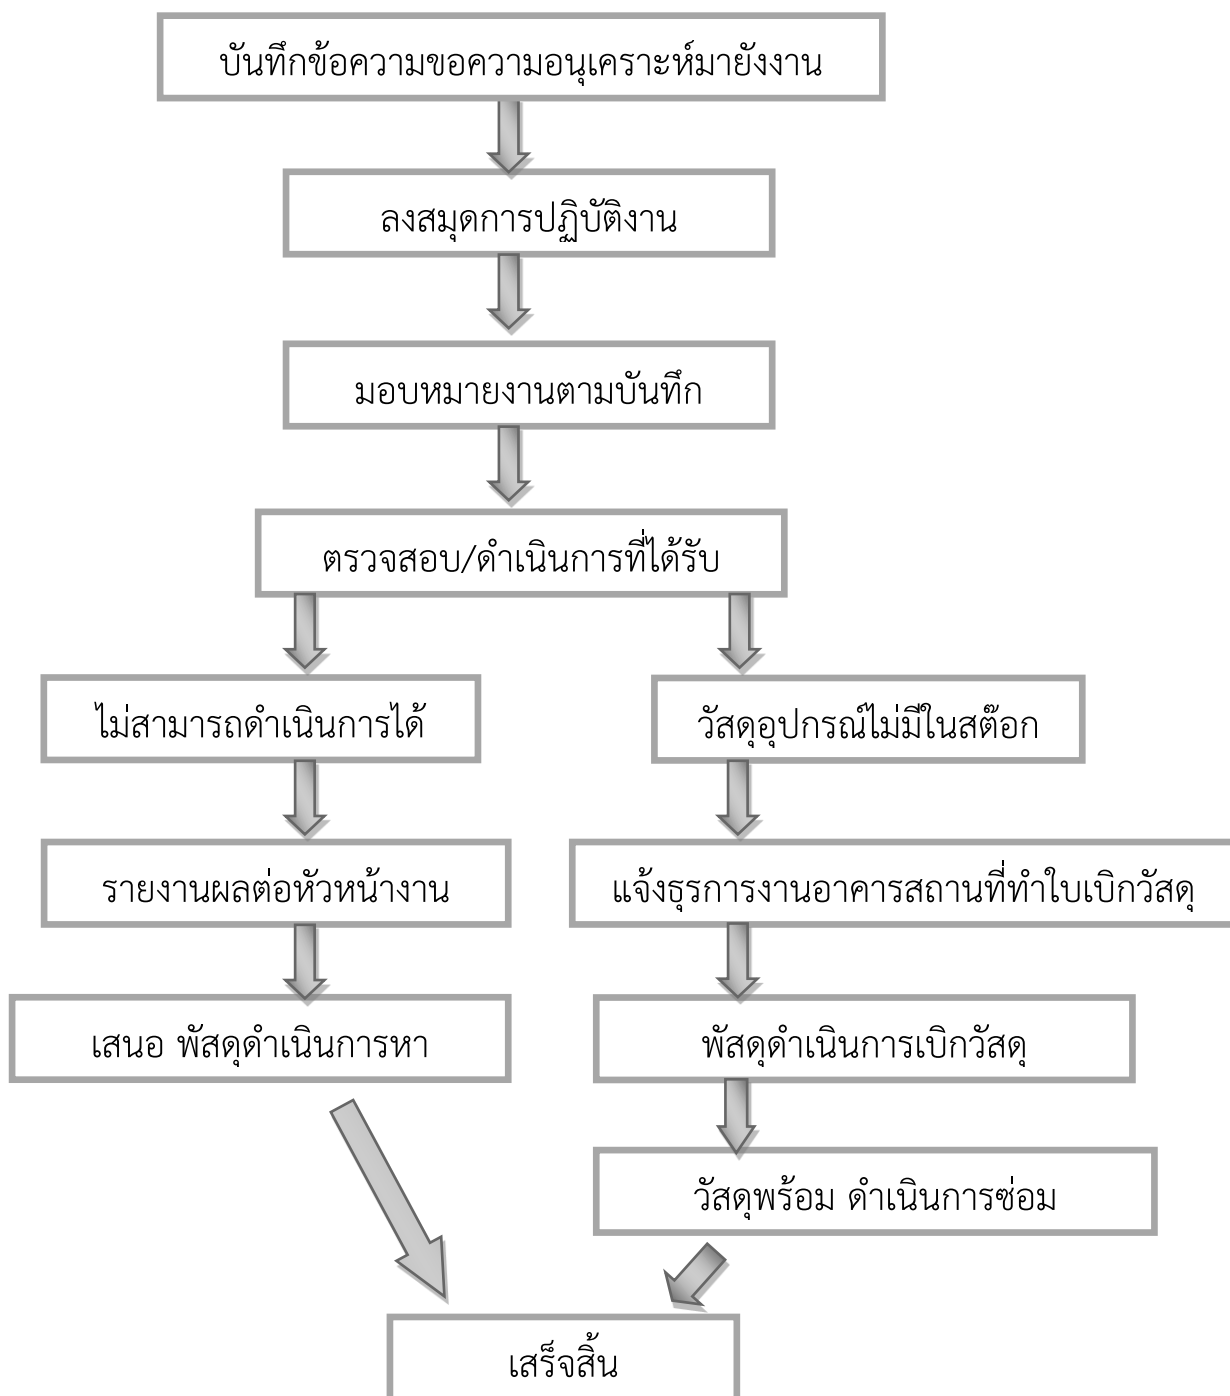 บันทึกข้อความขอความอนุเคราะห์มายังงาน
ลงสมุดการปฏิบัติงาน
มอบหมายงานตามบันทึก
ตรวจสอบ/ดำเนินการที่ได้รับ
ไม่สามารถดำเนินการได้
วัสดุอุปกรณ์ไม่มีในสต๊อก
รายงานผลต่อหัวหน้างาน
แจ้งธุรการงานอาคารสถานที่ทำใบเบิกวัสดุ
เสนอ พัสดุดำเนินการหา
พัสดุดำเนินการเบิกวัสดุ
วัสดุพร้อม ดำเนินการซ่อม
เสร็จสิ้น